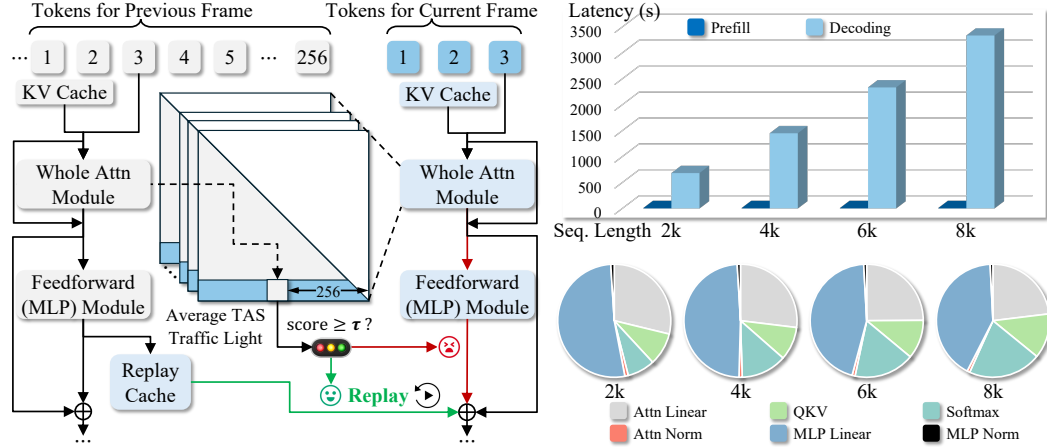 Tokens for Previous Frame
... 1 2 3 4 5 ... 256
KV Cache
Whole Attn
Module
Feedforward
(MLP) Module
Replay
Cache
...
Average TAS
Traffic Light
256
score ≥ τ ?
Replay
Tokens for Current Frame
1 2 3
KV Cache
Whole Attn
Module
Feedforward
(MLP) Module
...
Latency (s)
Prefill Decoding
3500
3000
2500
2000
1500
1000
500
0
Seq. Length 2k 4k 6k 8k
2k 4k 6k 8k
Attn Linear QKV Softmax
Attn Norm MLP Linear MLP Norm